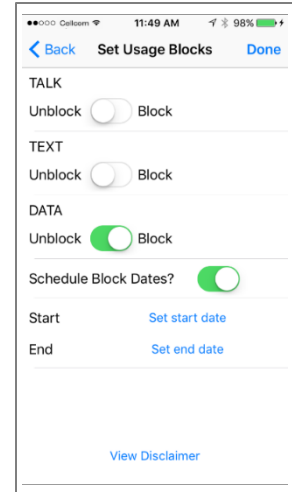 Cellcom 11:49 AM 98%
Back Set Usage Blocks Done
TALK
Unblock Block
TEXT
Unblock Block
DATA
Unblock Block
Schedule Block Dates?
Start Set start date
End Set end date
View Disclaimer